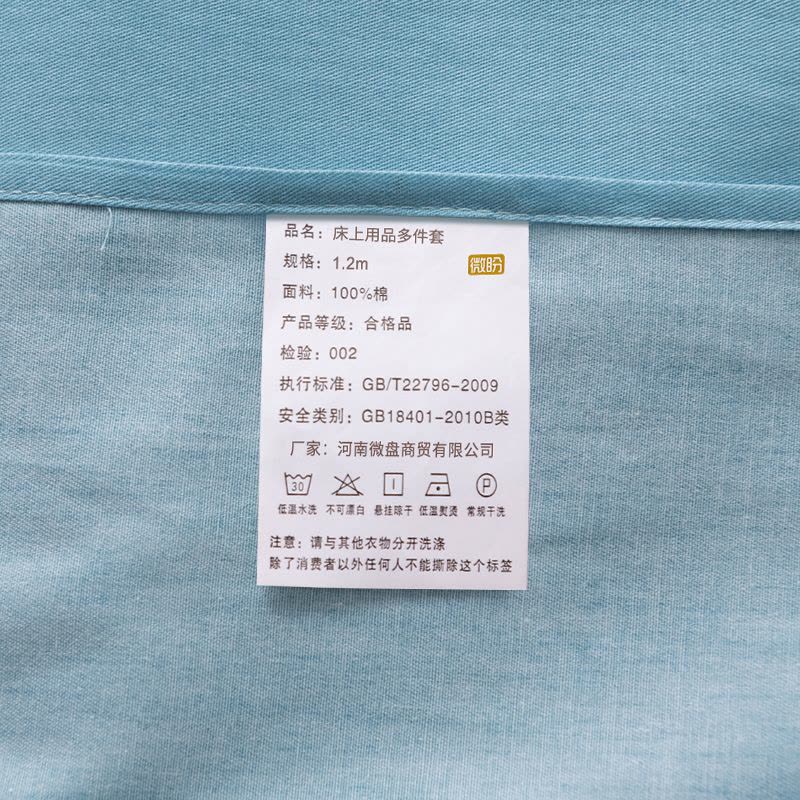 品名：床上用品多件套
规格：1.2m
微盼
面料：100%棉
产品等级：合格品
检验：002
执行标准：GB/T22796-2009
安全类别：GB18401-2010B类
厂家：河南微盘商贸有限公司
30 P
低温水洗 不可漂白 悬挂晾干 低温熨烫 常规干洗
注意：请与其他衣物分开洗涤
除了消费者以外任何人不能撕除这个标签